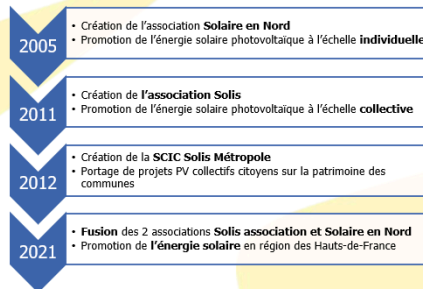 2005
• Création de l'association Solaire en Nord
• Promotion de l'énergie solaire photovoltaïque à l'échelle individuelle
2011
• Création de l'association Solis
• Promotion de l'énergie solaire photovoltaïque à l'échelle collective
2012
• Création de la SCIC Solis Métropole
• Portage de projets PV collectifs citoyens sur la patrimoine des
communes
2021
• Fusion des 2 associations Solis association et Solaire en Nord
• Promotion de l'énergie solaire en région des Hauts-de-France